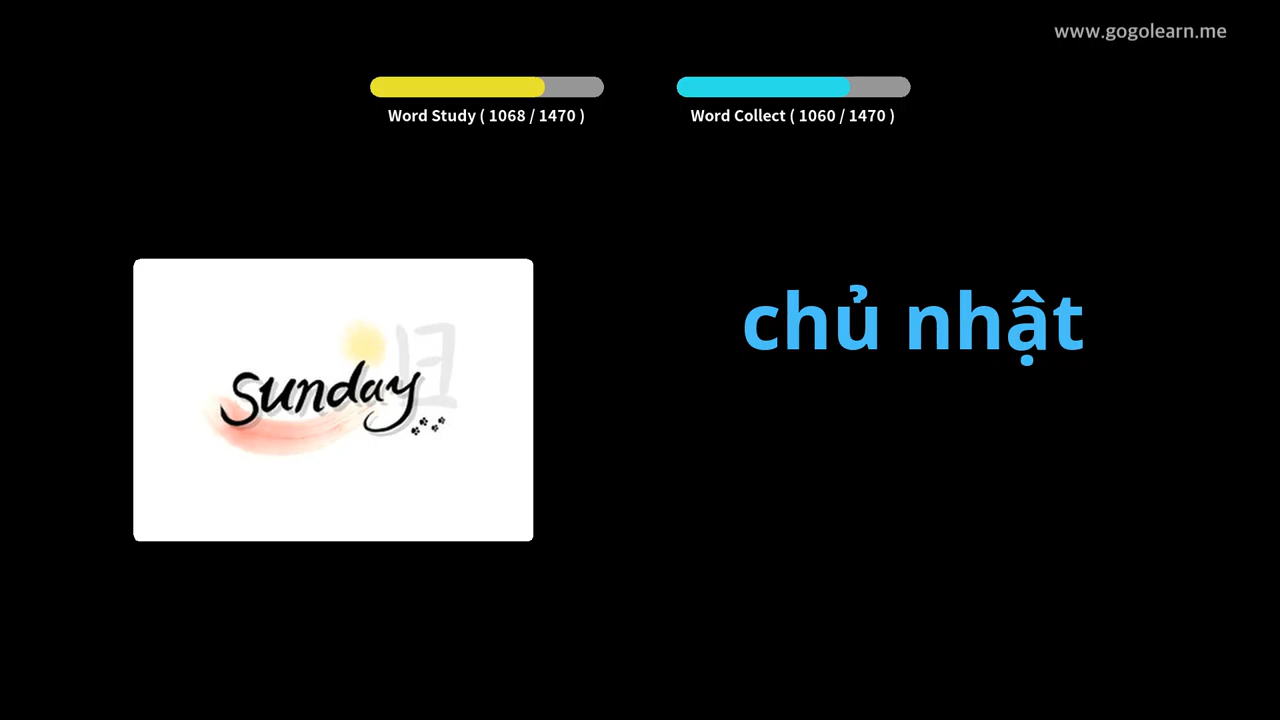 www.gogolearn.me
Word Study ( 1068 / 1470 )
Word Collect ( 1060 / 1470 )
chủ nhật
Sunday